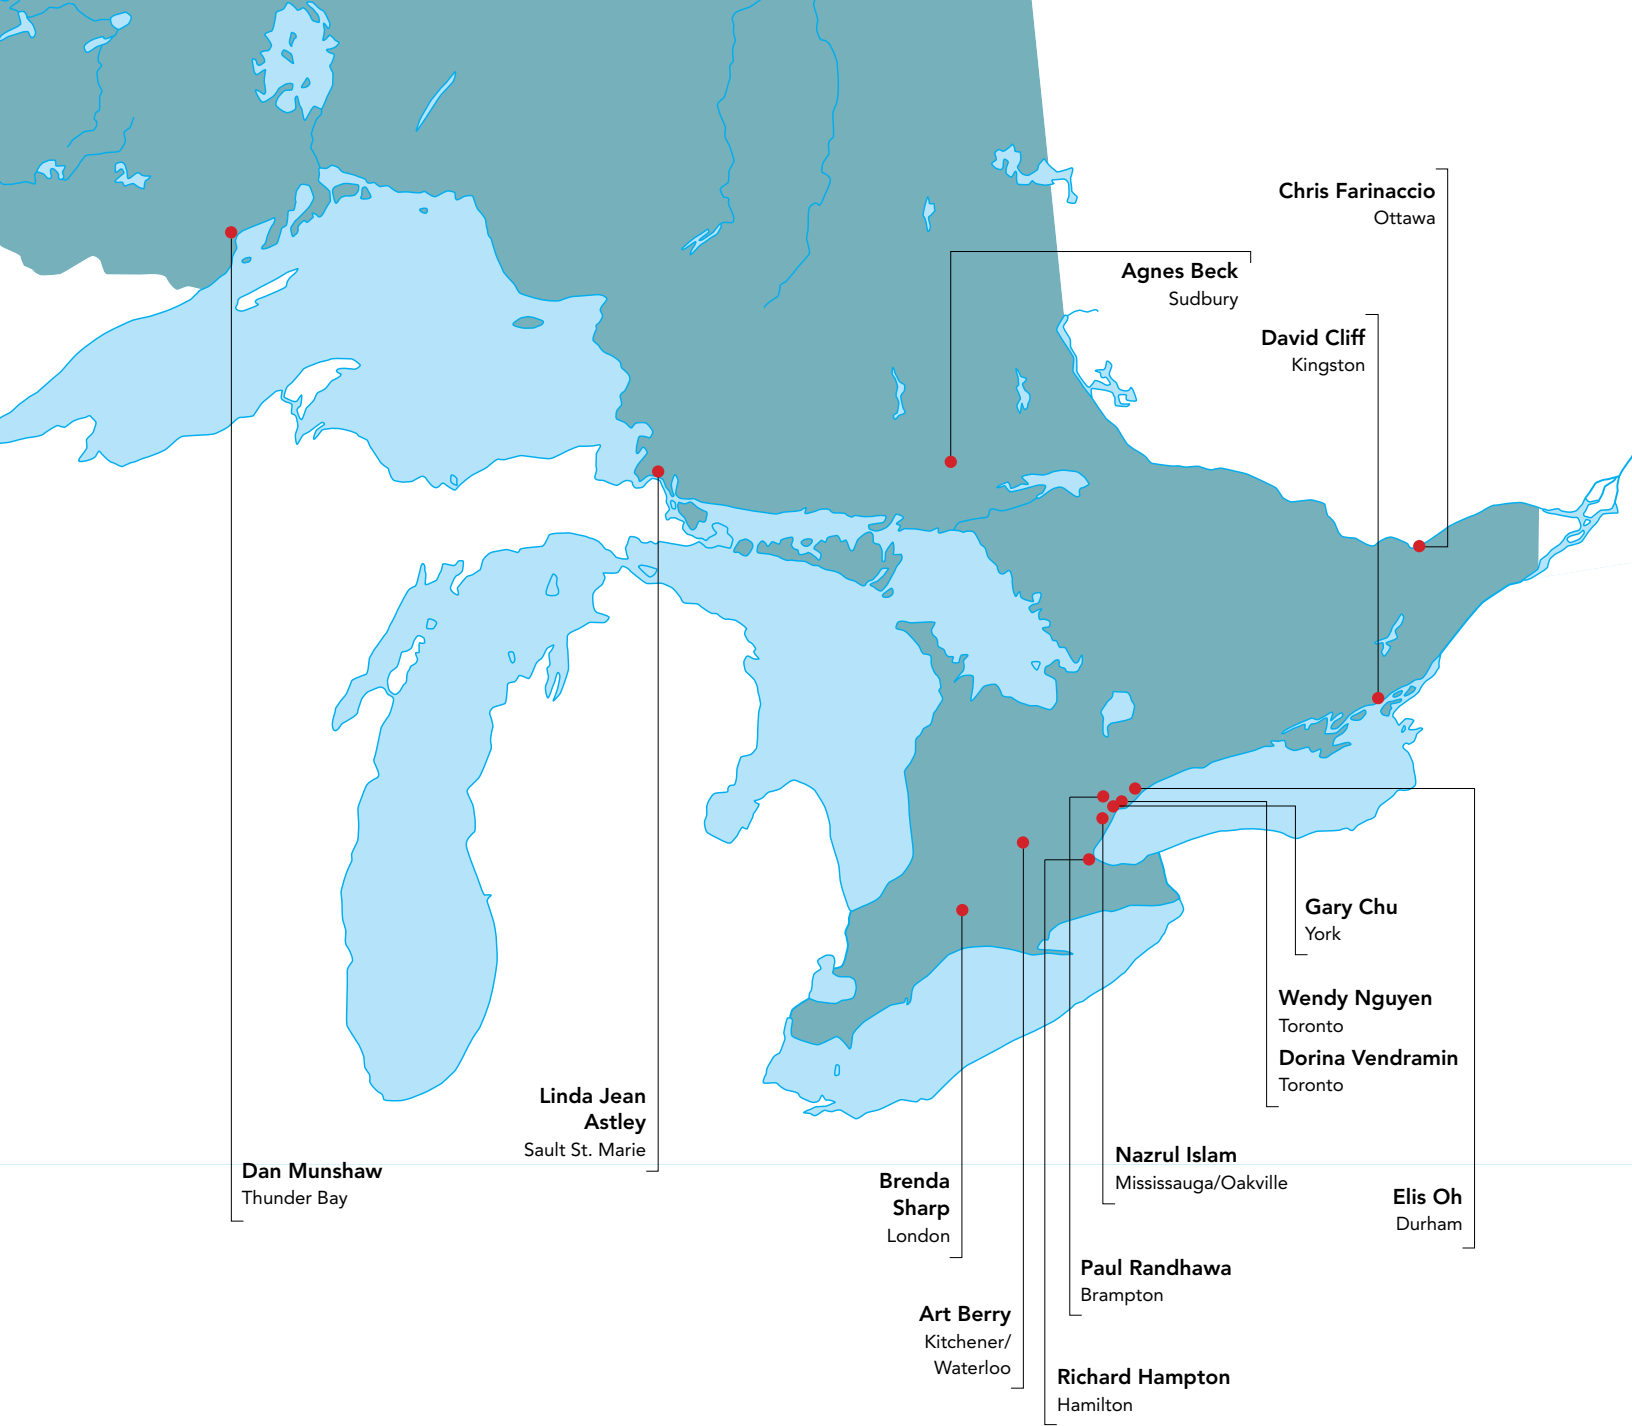 Chris Farinaccio
Ottawa
Agnes Beck
Sudbury
David Cliff
Kingston
Gary Chu
York
Wendy Nguyen
Toronto
Dorina Vendramin
Toronto
Linda Jean
Astley
Sault St. Marie
Dan Munshaw
Thunder Bay
Nazrul Islam
Mississauga/Oakville
Brenda
Sharp
London
Elis Oh
Durham
Paul Randhawa
Brampton
Art Berry
Kitchener/
Waterloo
Richard Hampton
Hamilton